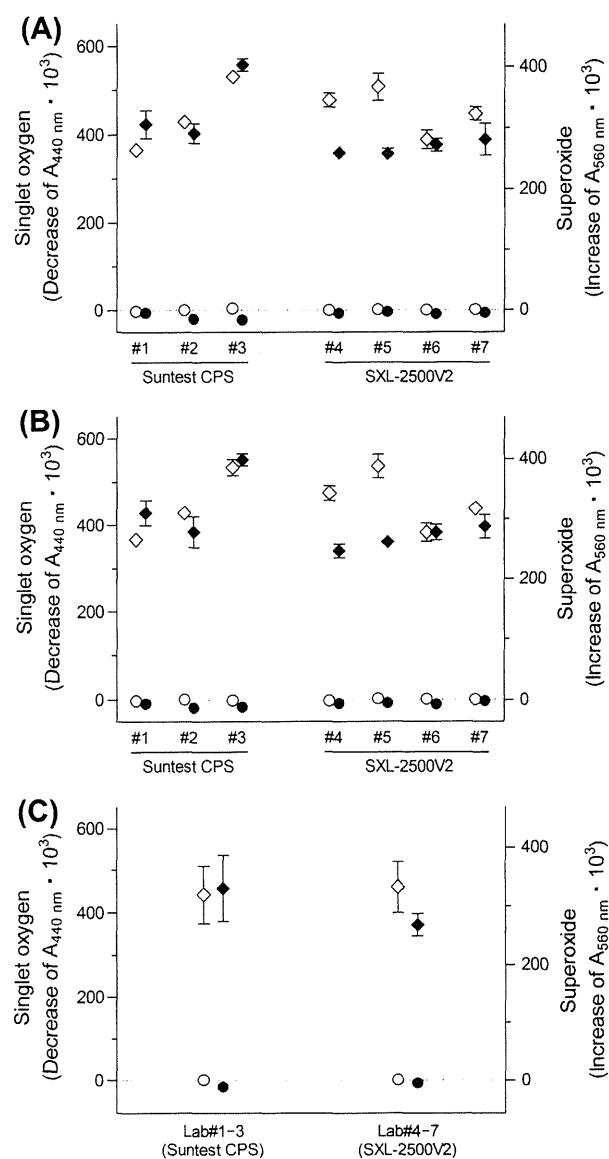 (A)
Singlet oxygen
(Decrease of A440 nm · 10³)
600
400
200
0
Superoxide
(Increase of A560 nm · 10³)
400
200
0
#1 #2 #3 #4 #5 #6 #7
Suntest CPS SXL-2500V2
(B)
Singlet oxygen
(Decrease of A440 nm · 10³)
600
400
200
0
Superoxide
(Increase of A560 nm · 10³)
400
200
0
#1 #2 #3 #4 #5 #6 #7
Suntest CPS SXL-2500V2
(C)
Singlet oxygen
(Decrease of A440 nm · 10³)
600
400
200
0
Superoxide
(Increase of A560 nm · 10³)
400
200
0
Lab#1-3 Lab#4-7
(Suntest CPS) (SXL-2500V2)